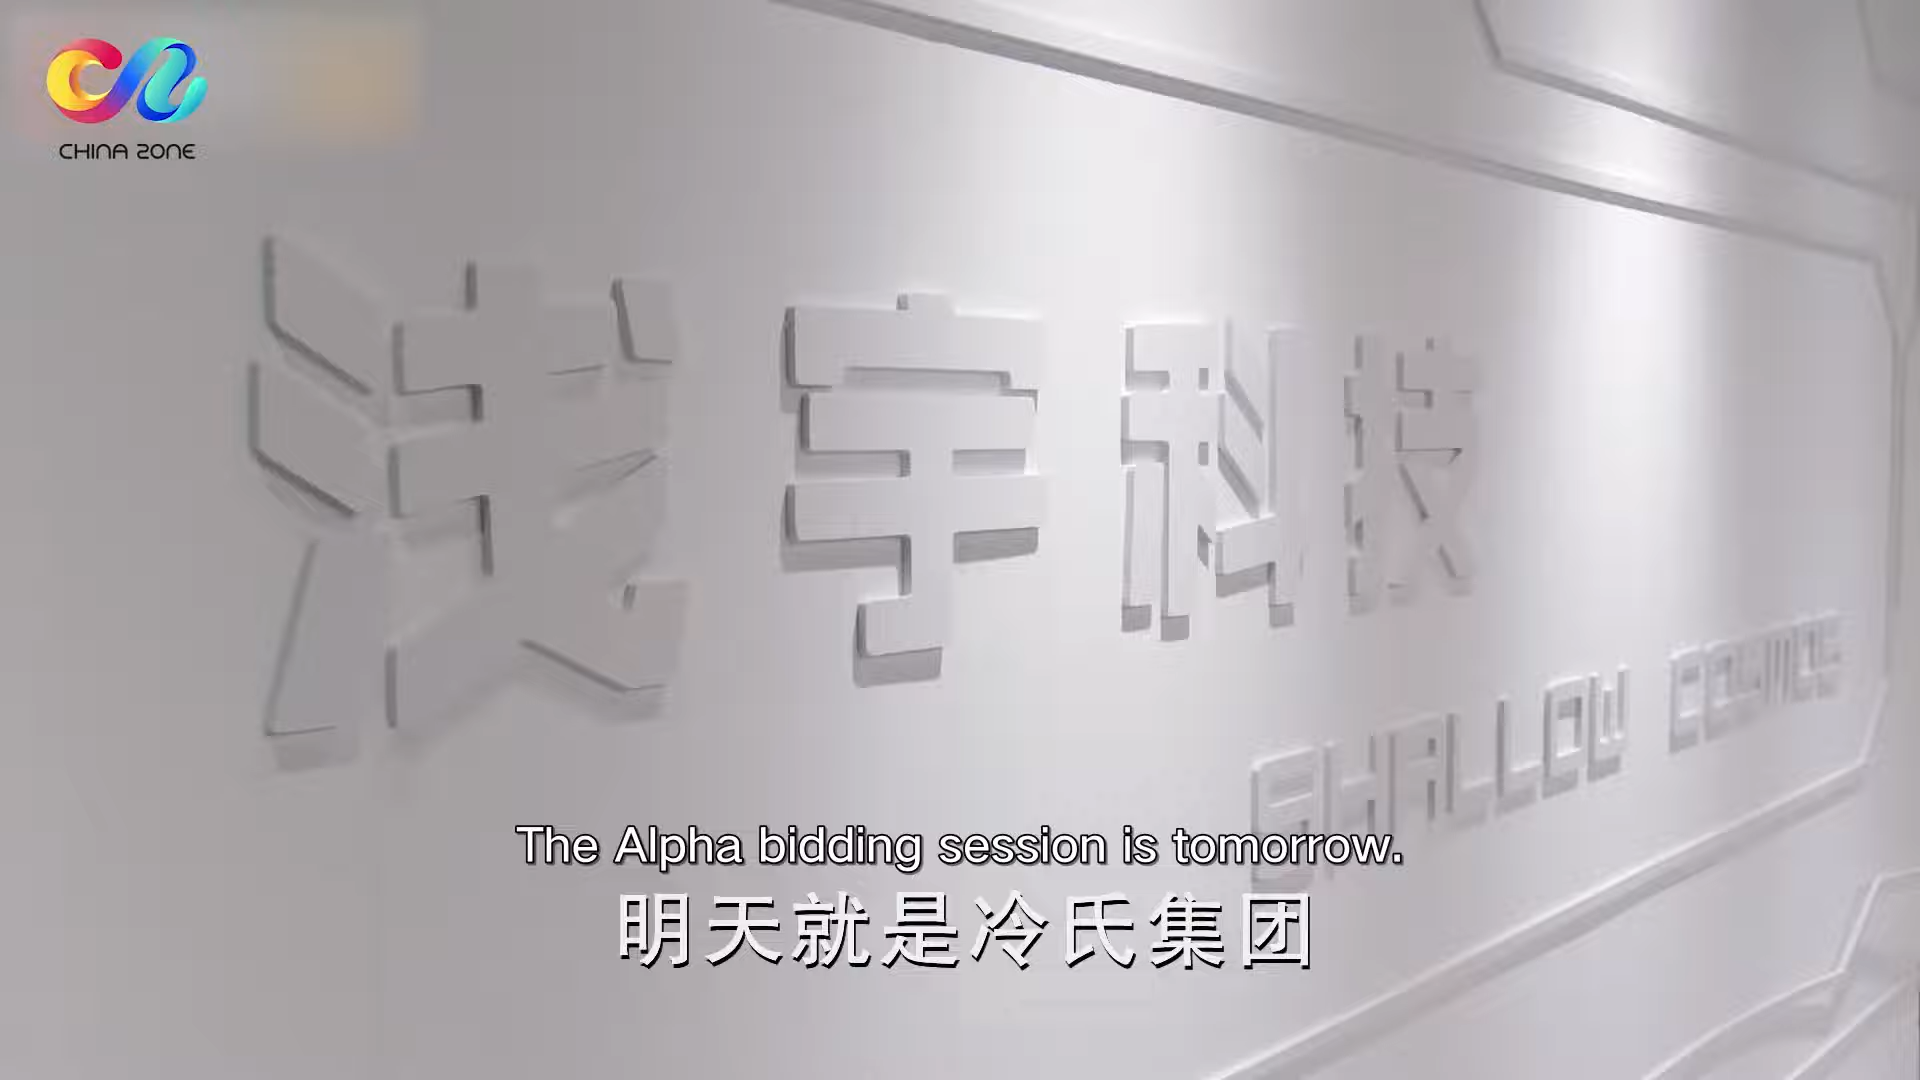 CHINA ZONE
浅宇科技
SHALLOW COSMOS
The Alpha bidding session is tomorrow.
明天就是冷氏集团